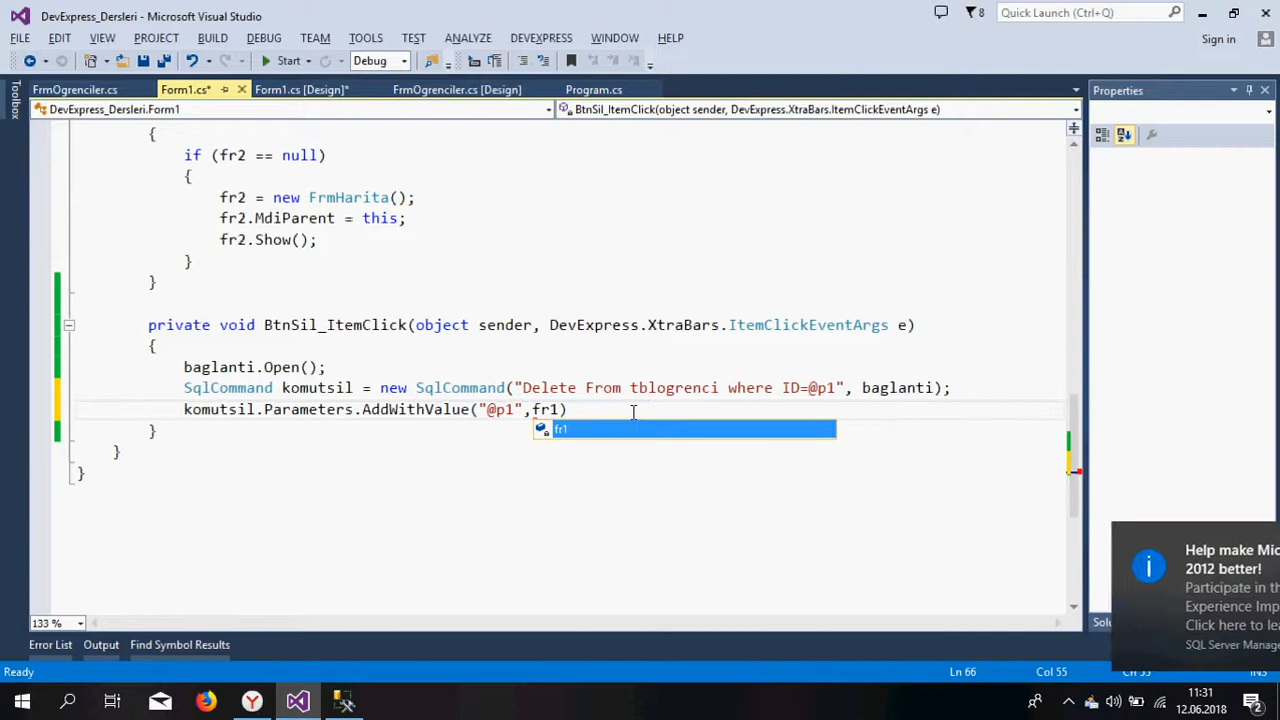 DevExpress_Dersleri - Microsoft Visual Studio
8
Quick Launch (Ctrl+Q)
FILE EDIT VIEW PROJECT BUILD DEBUG TEAM TOOLS TEST ANALYZE DEVEXPRESS WINDOW HELP
Sign in
Start
Debug
Toolbox
FrmOgrenciler.cs Form1.cs* Form1.cs [Design]* FrmOgrenciler.cs [Design] Program.cs
Properties
DevExpress_Dersleri.Form1
BtnSil_ItemClick(object sender, DevExpress.XtraBars.ItemClickEventArgs e)
{
if (fr2 == null)
{
fr2 = new FrmHarita();
fr2.MdiParent = this;
fr2.Show();
}
}
private void BtnSil_ItemClick(object sender, DevExpress.XtraBars.ItemClickEventArgs e)
{
baglanti.Open();
SqlCommand komutsil = new SqlCommand("Delete From tblogrenci where ID=@p1", baglanti);
komutsil.Parameters.AddWithValue("@p1",fr1)
fr1
}
}
}
Help make Mic
2012 better!
Participate in th
Experience Imp
Click here to lea
SQL Server Manag
133 %
Solu
Error List Output Find Symbol Results
Ready
Ln 66
Col 55
INS
11:31
12.06.2018
2